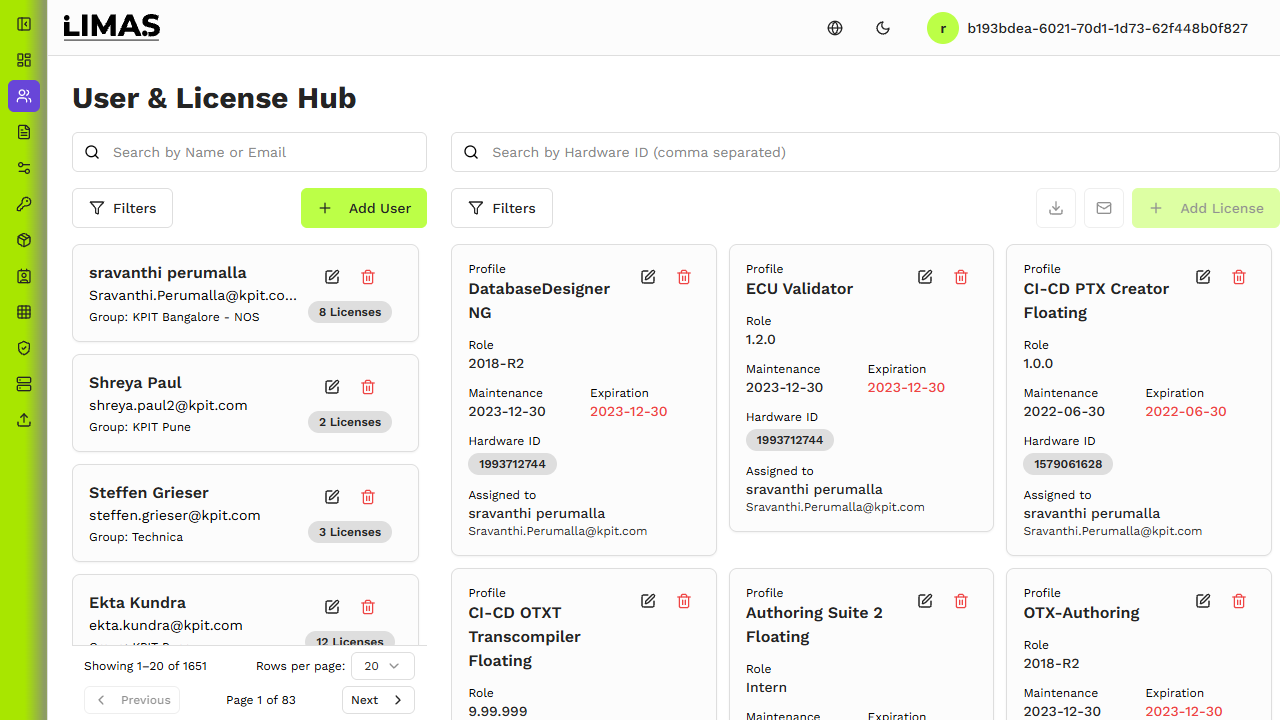 LIMAS
r
b193bdea-6021-70d1-1d73-62f448b0f827
User & License Hub
Search by Name or Email
Filters
Add User
sravanthi perumalla
Sravanthi.Perumalla@kpit.co...
Group: KPIT Bangalore - NOS
8 Licenses
Shreya Paul
shreya.paul2@kpit.com
Group: KPIT Pune
2 Licenses
Steffen Grieser
steffen.grieser@kpit.com
Group: Technica
3 Licenses
Ekta Kundra
ekta.kundra@kpit.com
12 Licenses
Showing 1–20 of 1651
Rows per page:
20
Previous
Page 1 of 83
Next
Search by Hardware ID (comma separated)
Filters
Add License
Profile
DatabaseDesigner
NG
Role
2018-R2
Maintenance
Expiration
2023-12-30
2023-12-30
Hardware ID
1993712744
Assigned to
sravanthi perumalla
Sravanthi.Perumalla@kpit.com
Profile
ECU Validator
Role
1.2.0
Maintenance
Expiration
2023-12-30
2023-12-30
Hardware ID
1993712744
Assigned to
sravanthi perumalla
Sravanthi.Perumalla@kpit.com
Profile
CI-CD PTX Creator
Floating
Role
1.0.0
Maintenance
Expiration
2022-06-30
2022-06-30
Hardware ID
1579061628
Assigned to
sravanthi perumalla
Sravanthi.Perumalla@kpit.com
Profile
CI-CD OTXT
Transcompiler
Floating
Role
9.99.999
Profile
Authoring Suite 2
Floating
Role
Intern
Maintenance
Expiration
Profile
OTX-Authoring
Role
2018-R2
Maintenance
Expiration
2023-12-30
2023-12-30